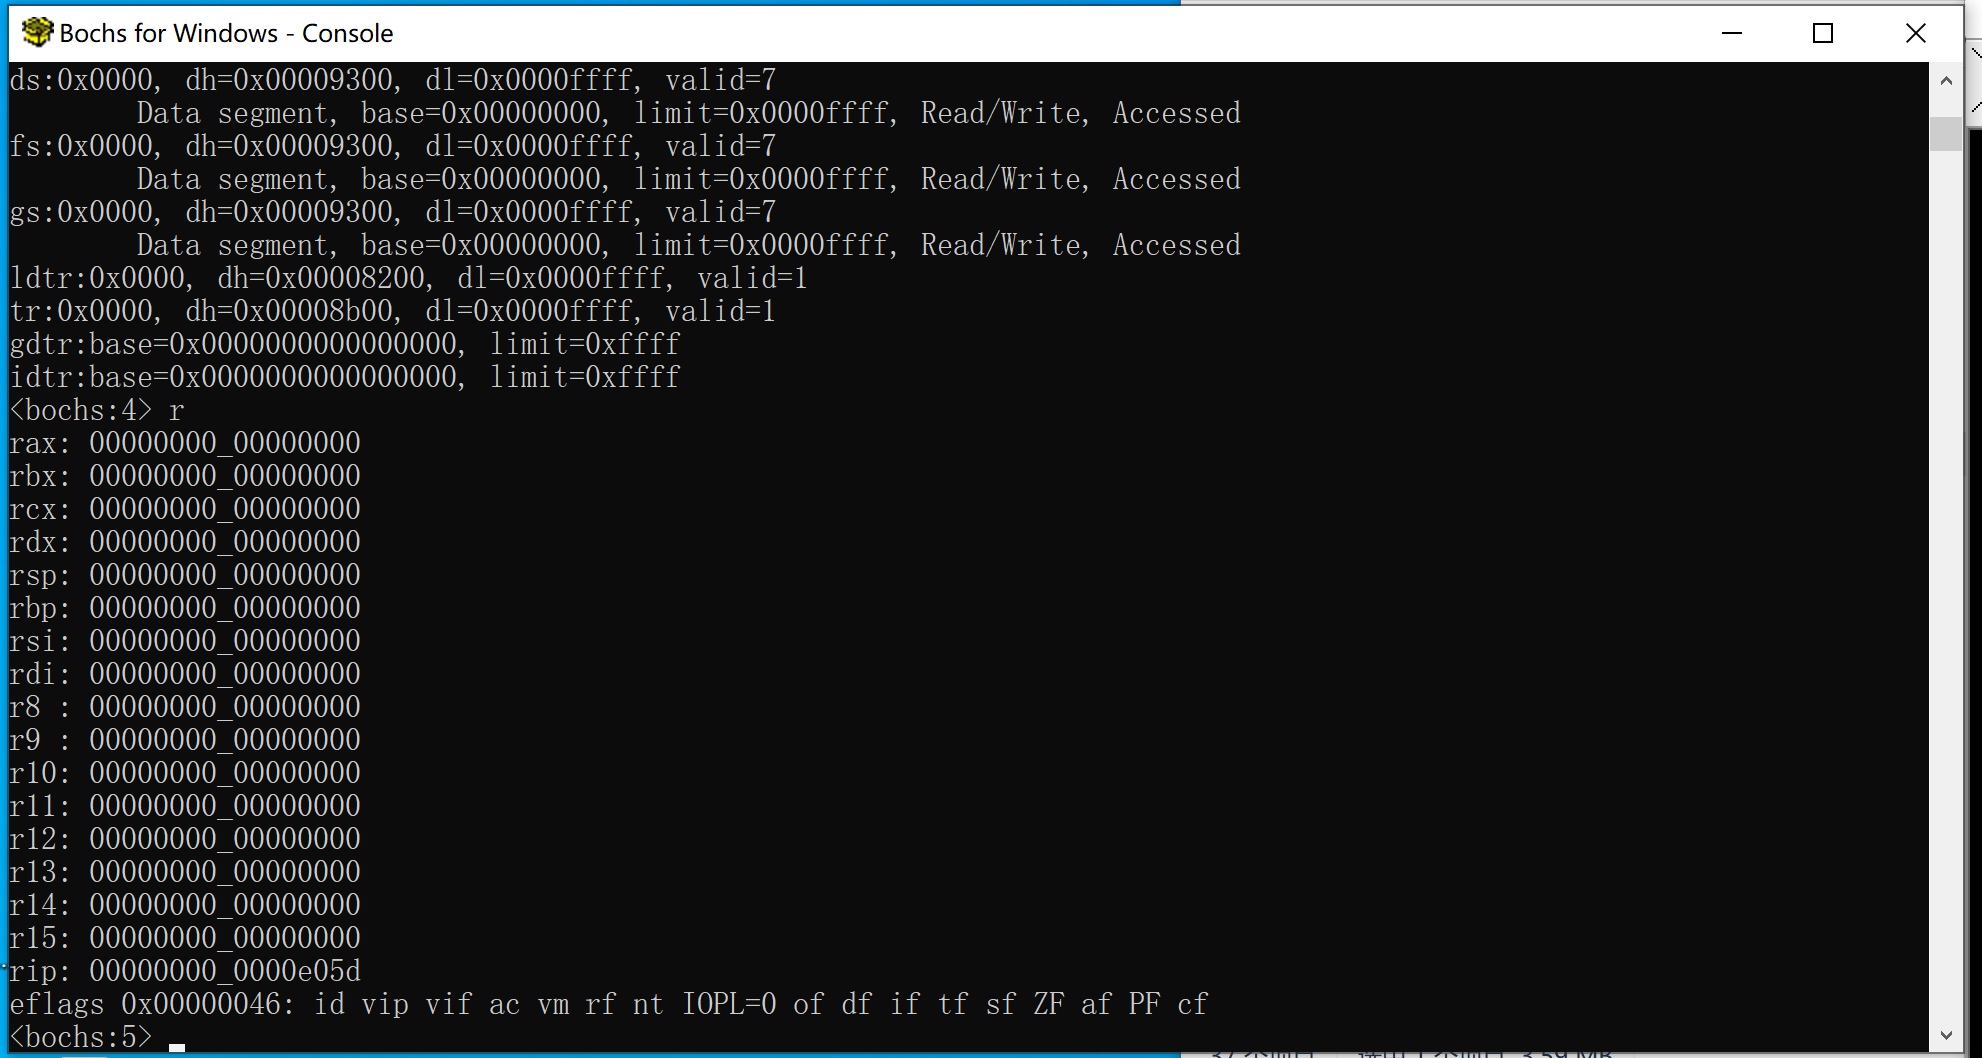 Bochs for Windows - Console
ds:0x0000, dh=0x00009300, dl=0x0000ffff, valid=7
Data segment, base=0x00000000, limit=0x0000ffff, Read/Write, Accessed
fs:0x0000, dh=0x00009300, dl=0x0000ffff, valid=7
Data segment, base=0x00000000, limit=0x0000ffff, Read/Write, Accessed
gs:0x0000, dh=0x00009300, dl=0x0000ffff, valid=7
Data segment, base=0x00000000, limit=0x0000ffff, Read/Write, Accessed
ldtr:0x0000, dh=0x00008200, dl=0x0000ffff, valid=1
tr:0x0000, dh=0x00008b00, dl=0x0000ffff, valid=1
gdtr:base=0x0000000000000000, limit=0xffff
idtr:base=0x0000000000000000, limit=0xffff
<bochs:4> r
rax: 00000000_00000000
rbx: 00000000_00000000
rcx: 00000000_00000000
rdx: 00000000_00000000
rsp: 00000000_00000000
rbp: 00000000_00000000
rsi: 00000000_00000000
rdi: 00000000_00000000
r8 : 00000000_00000000
r9 : 00000000_00000000
r10: 00000000_00000000
r11: 00000000_00000000
r12: 00000000_00000000
r13: 00000000_00000000
r14: 00000000_00000000
r15: 00000000_00000000
rip: 00000000_0000e05d
eflags 0x00000046: id vip vif ac vm rf nt IOPL=0 of df if tf sf ZF af PF cf
<bochs:5>